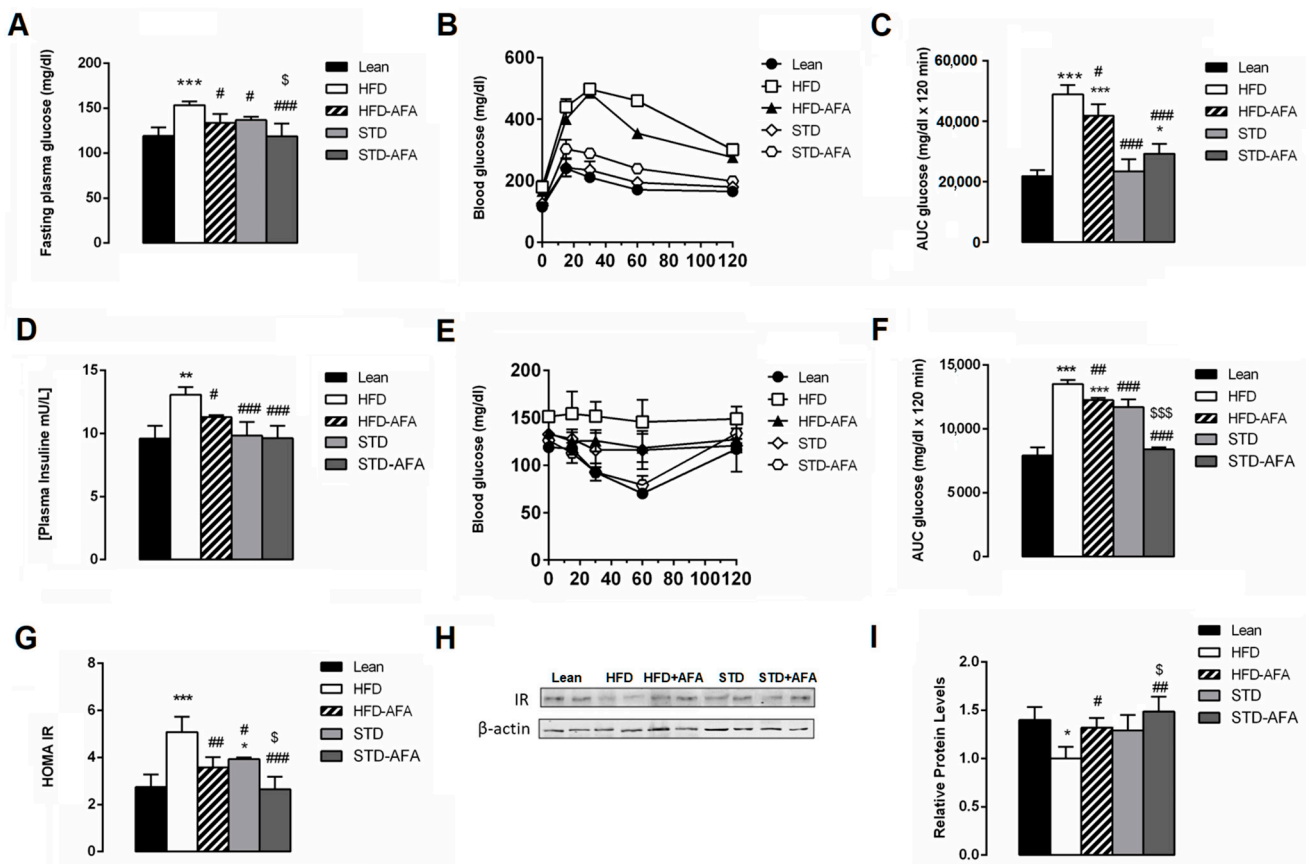 A
Fasting plasma glucose (mg/dl)
200
150
100
50
0
***
#
#
$
###
Lean
HFD
HFD-AFA
STD
STD-AFA
B
Blood glucose (mg/dl)
600
400
200
0
0 20 40 60 80 100 120
Lean
HFD
HFD-AFA
STD
STD-AFA
C
AUC glucose (mg/dl x 120 min)
60,000
40,000
20,000
0
***
#
***
###
###
*
Lean
HFD
HFD-AFA
STD
STD-AFA
D
[Plasma Insuline mU/L]
15
10
5
0
**
#
###
###
Lean
HFD
HFD-AFA
STD
STD-AFA
E
Blood glucose (mg/dl)
200
150
100
50
0
0 20 40 60 80 100 120
Lean
HFD
HFD-AFA
STD
STD-AFA
F
AUC glucose (mg/dl x 120 min)
15,000
10,000
5 000
0
***
##
***
###
$$$
###
Lean
HFD
HFD-AFA
STD
STD-AFA
G
HOMA IR
8
6
4
2
0
***
##
#
*
$
###
Lean
HFD
HFD-AFA
STD
STD-AFA
H
Lean HFD HFD+AFA STD STD+AFA
IR
β-actin
I
Relative Protein Levels
2.0
1.5
1.0
0.5
0.0
*
#
$
##
Lean
HFD
HFD-AFA
STD
STD-AFA